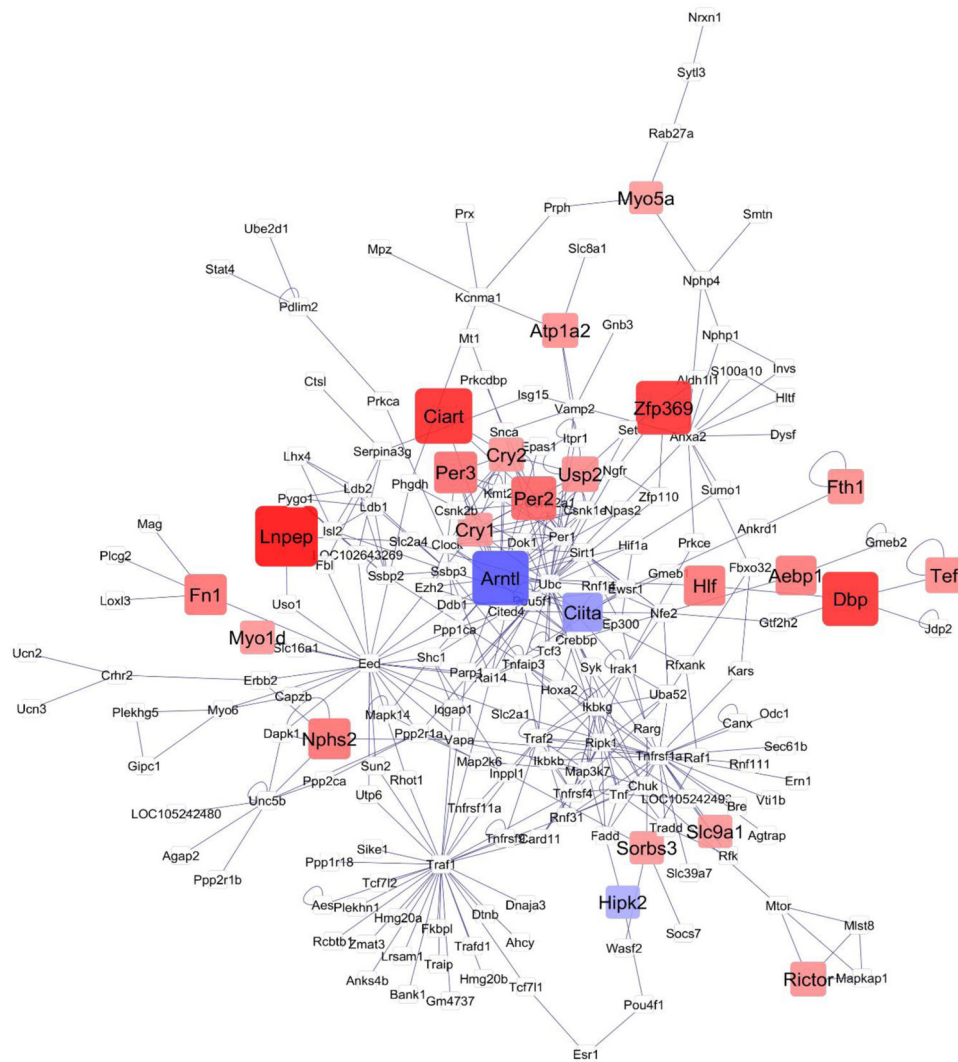 Nrxn1
Sytl3
Rab27a
Myo5a
Prx
Prph
Smtn
Ube2d1
Mpz
Slc8a1
Stat4
Nphp4
Pdlim2
Kcnma1
Atp1a2
Gnb3
Nphp1
Mt1
S100a10
Invs
Ctsl
Prkcdbp
Aldh1l1
Prkca
Isg15
Hltf
Ciart
Vamp2
Zfp369
Snca
Set
Anxa2
Dysf
Lhx4
Serpina3g
Epas1
Itpr1
Cry2
Per3
Usp2
Ngfr
Ldb2
Phgdh
Kmt2
Per2
2a1
Zfp110
Sumo1
Fth1
Pygo1
Ldb1
Csnk2b
Csnk1e
Npas2
Mag
Lnpep
Isl2
Slc2a4
Cry1
Dok1
Per1
Hif1a
Ankrd1
Gmeb2
Plcg2
LOC102643269
Clock
Sirt1
Prkce
Fbl
Ssbp2
Ssbp3
Arntl
Ubc
Rnf14
Gmeb1
Fbxo32
Aebp1
Tef
Fn1
Ezh2
Ewsr1
Hlf
Dbp
Loxl3
Uso1
Ddb1
Cited4
Pou5f1
Ciita
Nfe2
Gtf2h2
Jdp2
Myo1d
Slc16a1
Ppp1ca
Ep300
Crebbp
Ucn2
Eed
Shc1
Tnfaip3
Tcf3
Syk
Irak1
Rfxank
Kars
Crhr2
Erbb2
Parp1
Rai14
Hoxa2
Uba52
Ucn3
Capzb
Plekhg5
Myo6
Mapk14
Iqgap1
Slc2a1
Ikbkg
Rarg
Canx
Odc1
Dapk1
Nphs2
Ppp2r1a
Vapa
Traf2
Ripk1
Tnfrsf1a
Raf1
Sec61b
Gipc1
Sun2
Map2k6
Ikbkb
Rnf111
Ppp2ca
Rhot1
Inppl1
Map3k7
Chuk
Ern1
LOC105242480
Unc5b
Utp6
Tnfrsf11a
Tnfrsf4
Tnf
Bre
Vti1b
Rnf31
Agap2
Sike1
Card11
Fadd
Tradd
Slc9a1
Agtrap
Ppp2r1b
Ppp1r18
Traf1
Sorbs3
Rfk
Tcf7l2
Slc39a7
Aes
Plekhn1
Dnaja3
Hipk2
Mtor
Hmg20a
Dtnb
Rcbtb1
Zmat3
Fkbpl
Ahcy
Socs7
Mlst8
Lrsam1
Trafd1
Wasf2
Anks4b
Traip
Hmg20b
Rictor
Mapkap1
Bank1
Gm4737
Tcf7l1
Pou4f1
Esr1